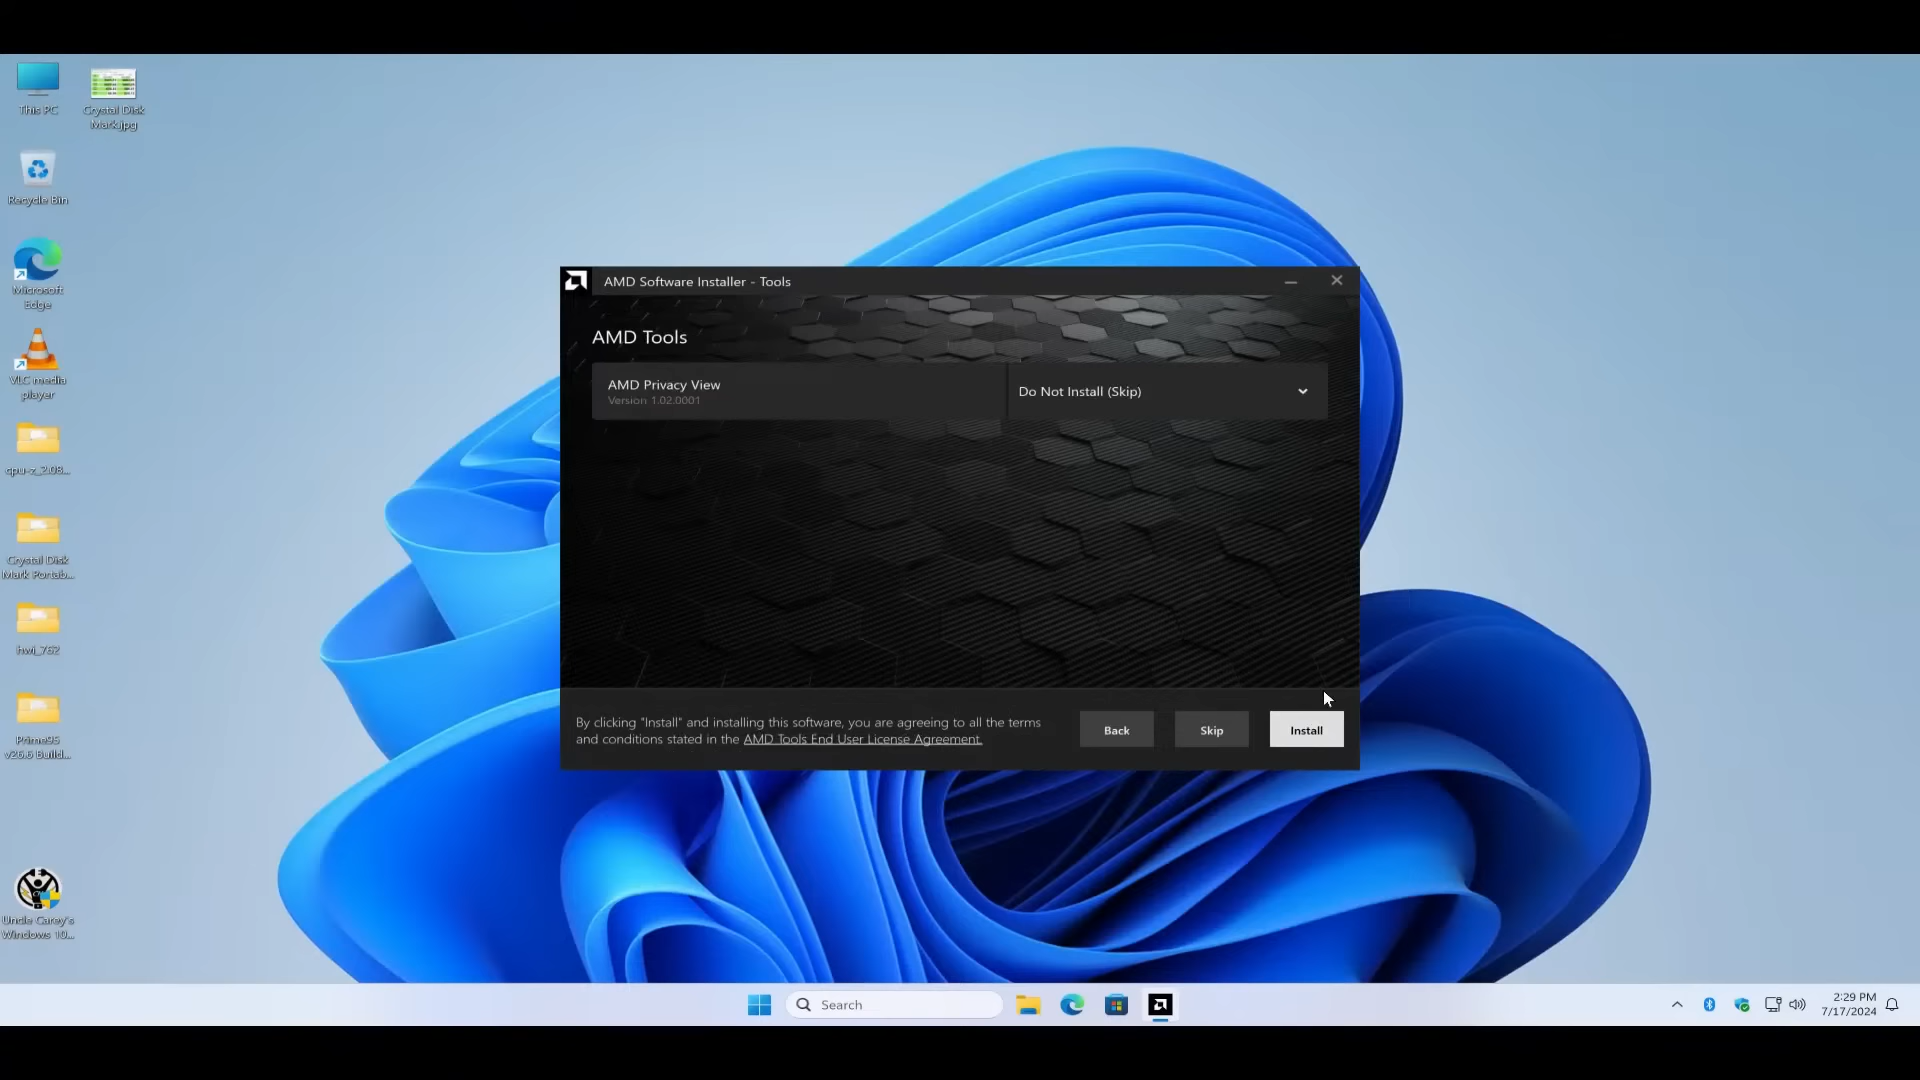 This PC
Crystal Disk
Mark.jpg
Recycle Bin
Microsoft
Edge
VLC media
player
cpu-z_2.08...
Crystal Disk
Mark Portab...
hwi_762
Prime95
v26.6 Build...
Uncle Carey's
Windows 10...
AMD Software Installer - Tools
AMD Tools
AMD Privacy View
Version 1.02.0001
Do Not Install (Skip)
By clicking "Install" and installing this software, you are agreeing to all the terms
and conditions stated in the AMD Tools End User License Agreement.
Back
Skip
Install
Search
2:29 PM
7/17/2024